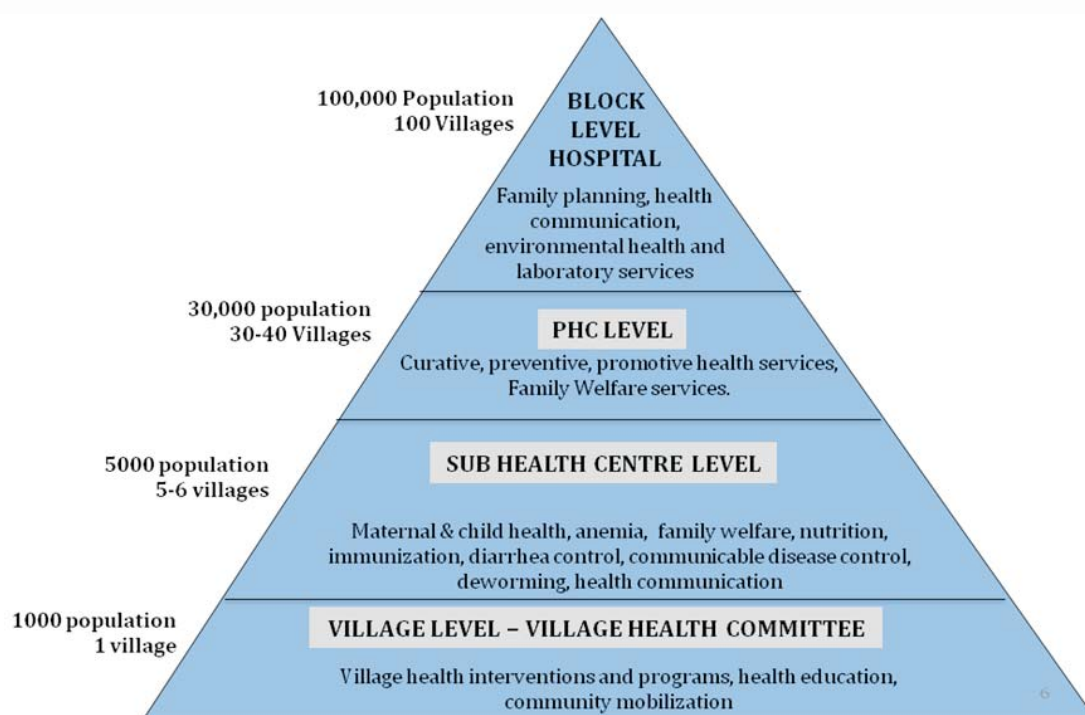 100,000 Population
100 Villages
BLOCK
LEVEL
HOSPITAL
Family planning, health
communication,
environmental health and
laboratory services
30,000 population
30-40 Villages
PHC LEVEL
Curative, preventive, promotive health services,
Family Welfare services.
5000 population
5-6 villages
SUB HEALTH CENTRE LEVEL
Maternal & child health, anemia, family welfare, nutrition,
immunization, diarrhea control, communicable disease control,
deworming, health communication
1000 population
1 village
VILLAGE LEVEL – VILLAGE HEALTH COMMITTEE
Village health interventions and programs, health education,
community mobilization
6